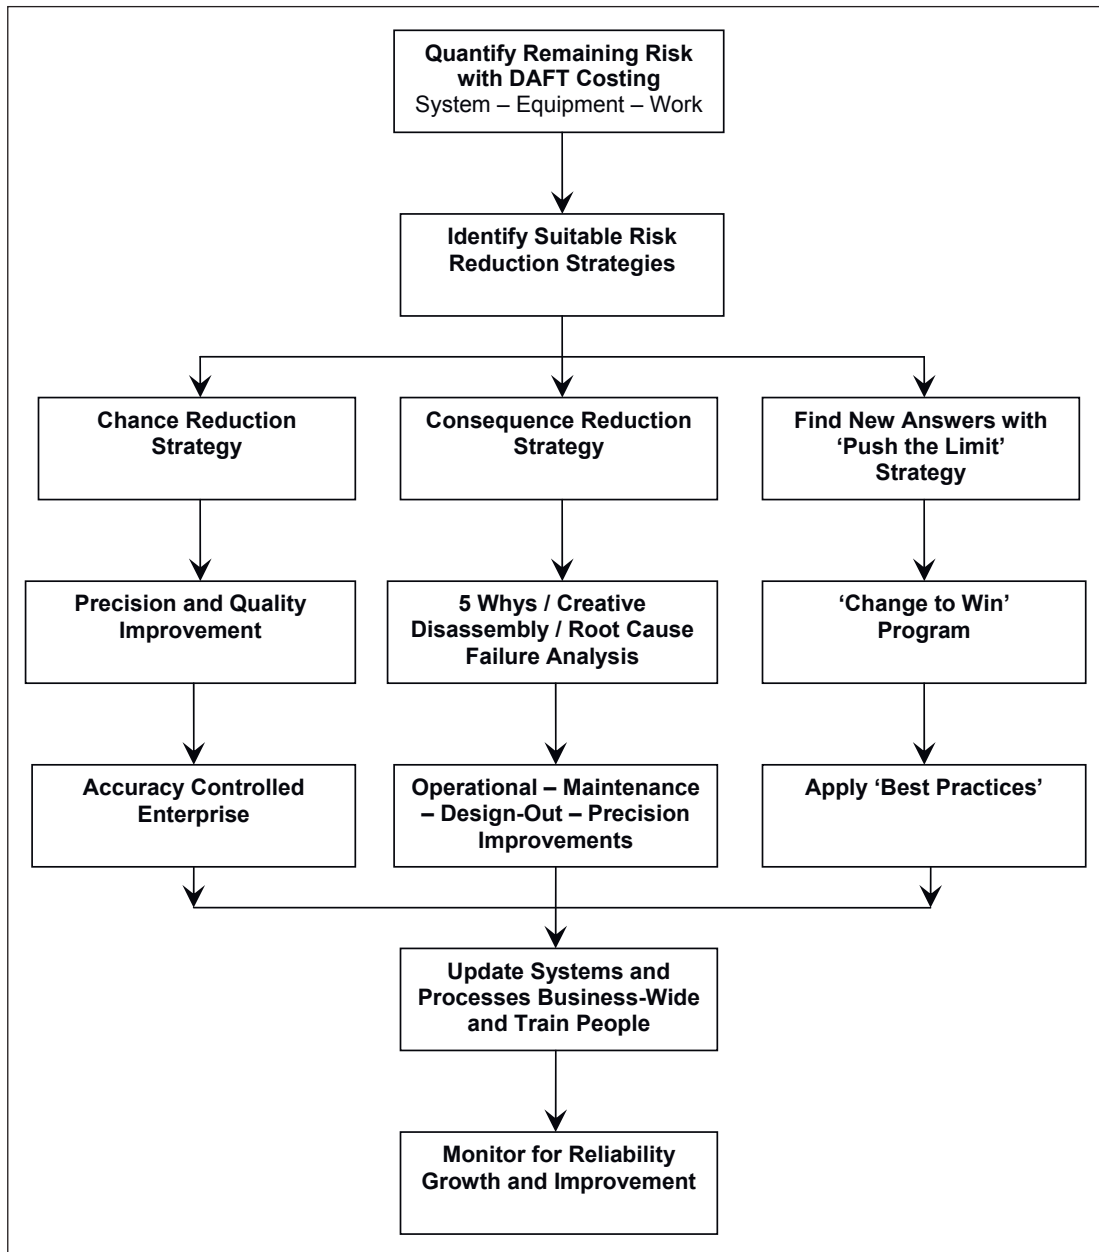 Quantify Remaining Risk
with DAFT Costing
System – Equipment – Work
Identify Suitable Risk
Reduction Strategies
Chance Reduction
Strategy
Consequence Reduction
Strategy
Find New Answers with
‘Push the Limit’
Strategy
Precision and Quality
Improvement
5 Whys / Creative
Disassembly / Root Cause
Failure Analysis
‘Change to Win’
Program
Accuracy Controlled
Enterprise
Operational – Maintenance
– Design-Out – Precision
Improvements
Apply ‘Best Practices’
Update Systems and
Processes Business-Wide
and Train People
Monitor for Reliability
Growth and Improvement